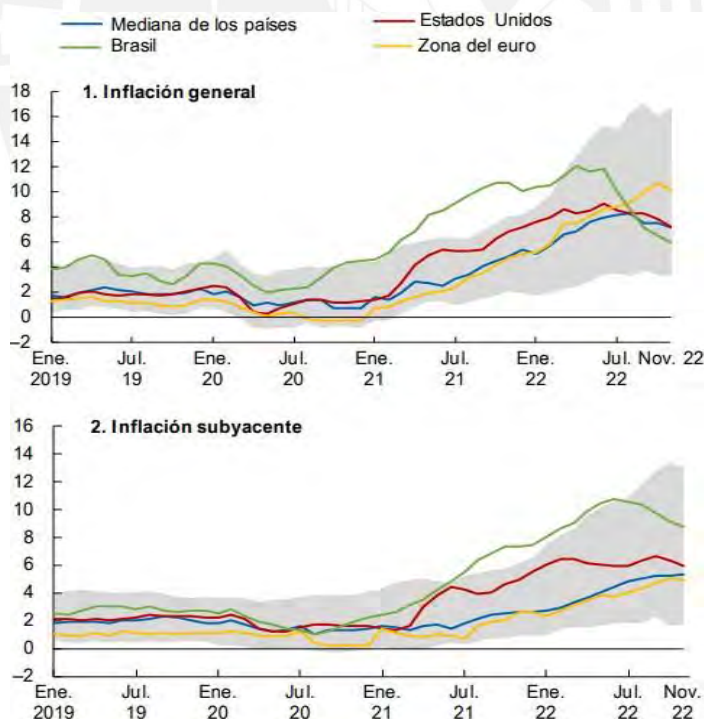 Mediana de los países
Estados Unidos
Brasil
Zona del euro
1. Inflación general
18
16
14
12
10
8
6
4
2
0
–2
Ene. Jul. Ene. Jul. Ene. Jul. Ene. Jul. Nov. 22
2019 19 20 20 21 21 22 22
2. Inflación subyacente
16
14
12
10
8
6
4
2
0
–2
Ene. Jul. Ene. Jul. Ene. Jul. Ene. Jul. Nov.
2019 19 20 20 21 21 22 22 22